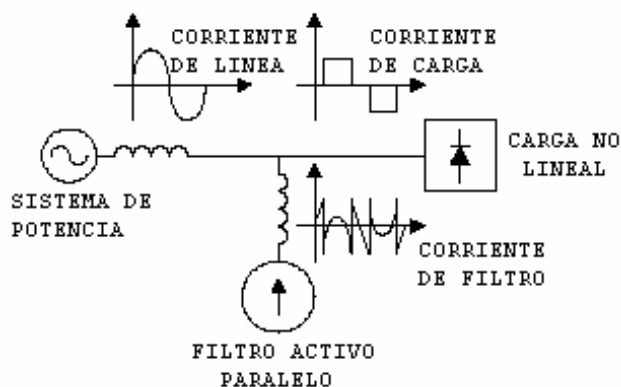 CORRIENTE
DE LINEA
CORRIENTE
DE CARGA
CARGA NO
LINEAL
SISTEMA DE
POTENCIA
CORRIENTE
DE FILTRO
FILTRO ACTIVO
PARALELO